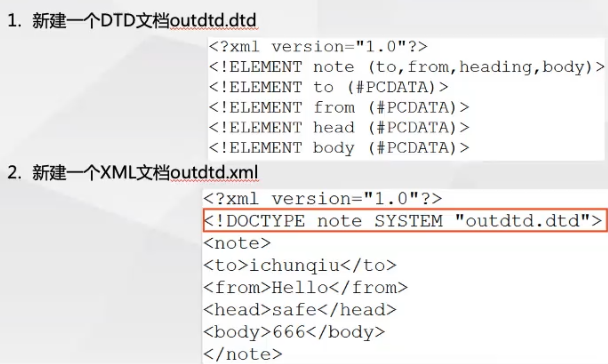 1. 新建一个DTD文档outdtd.dtd
<?xml version="1.0"?>
<!ELEMENT note (to,from,heading,body)>
<!ELEMENT to (#PCDATA)>
<!ELEMENT from (#PCDATA)>
<!ELEMENT head (#PCDATA)>
<!ELEMENT body (#PCDATA)>
2. 新建一个XML文档outdtd.xml
<?xml version="1.0"?>
<!DOCTYPE note SYSTEM "outdtd.dtd">
<note>
<to>ichunqiu</to>
<from>Hello</from>
<head>safe</head>
<body>666</body>
</note>